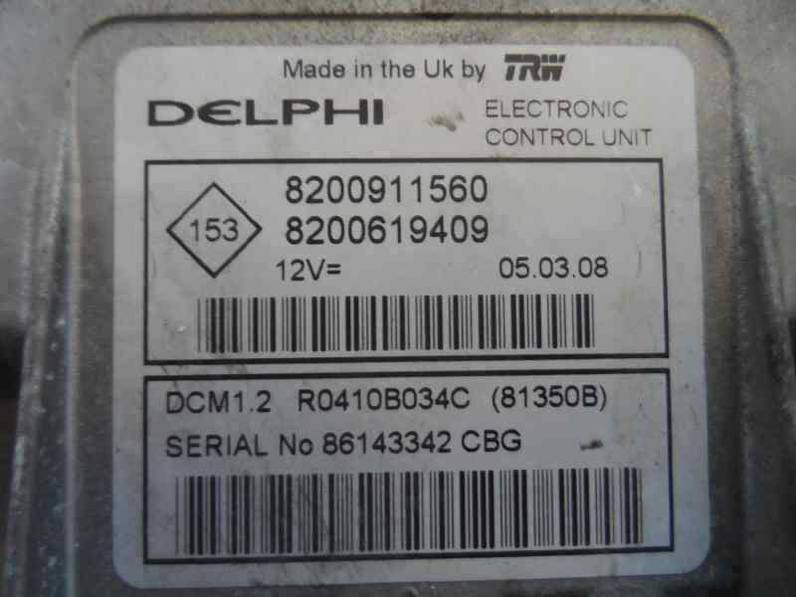 Made in the Uk by TRW
DELPHI
ELECTRONIC
CONTROL UNIT
153
8200911560
8200619409
12V= 05.03.08
DCM1.2 R0410B034C (81350B)
SERIAL No 86143342 CBG